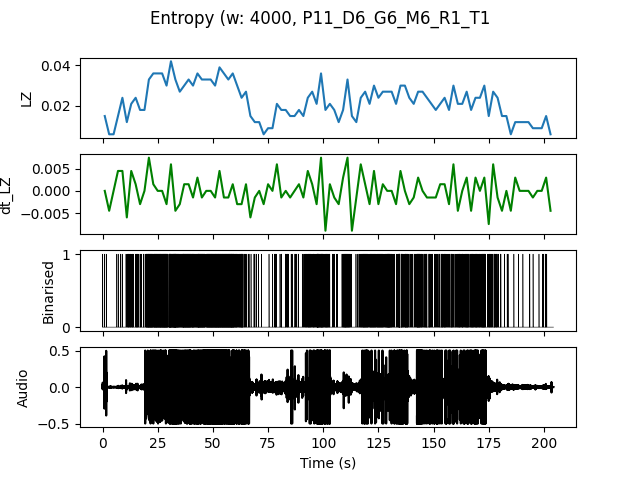 Entropy (w: 4000, P11_D6_G6_M6_R1_T1
0.04
0.02
LZ
0.005
0.000
−0.005
dt_LZ
1
0
Binarised
0.5
0.0
−0.5
Audio
0 25 50 75 100 125 150 175 200
Time (s)